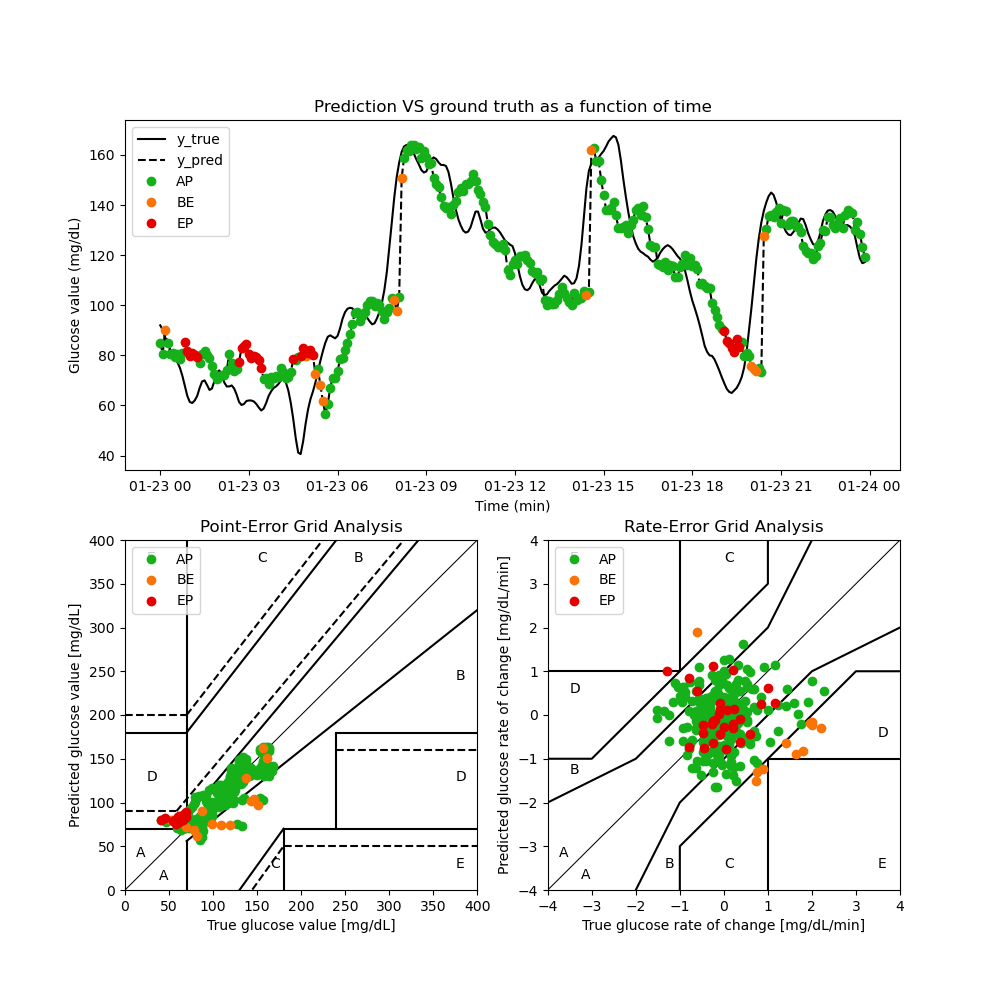 Prediction VS ground truth as a function of time
Glucose value (mg/dL)
160
140
120
100
80
60
40
y_true
y_pred
AP
BE
EP
01-23 00 01-23 03 01-23 06 01-23 09 01-23 12 01-23 15 01-23 18 01-23 21 01-24 00
Time (min)
Point-Error Grid Analysis
Predicted glucose value [mg/dL]
400
350
300
250
200
150
100
50
0
AP
BE
EP
C B
B
D D
A
A
C
E
0 50 100 150 200 250 300 350 400
True glucose value [mg/dL]
Rate-Error Grid Analysis
Predicted glucose rate of change [mg/dL/min]
4
3
2
1
0
−1
−2
−3
−4
AP
BE
EP
C
D
D
B
A
A
B C E
−4 −3 −2 −1 0 1 2 3 4
True glucose rate of change [mg/dL/min]